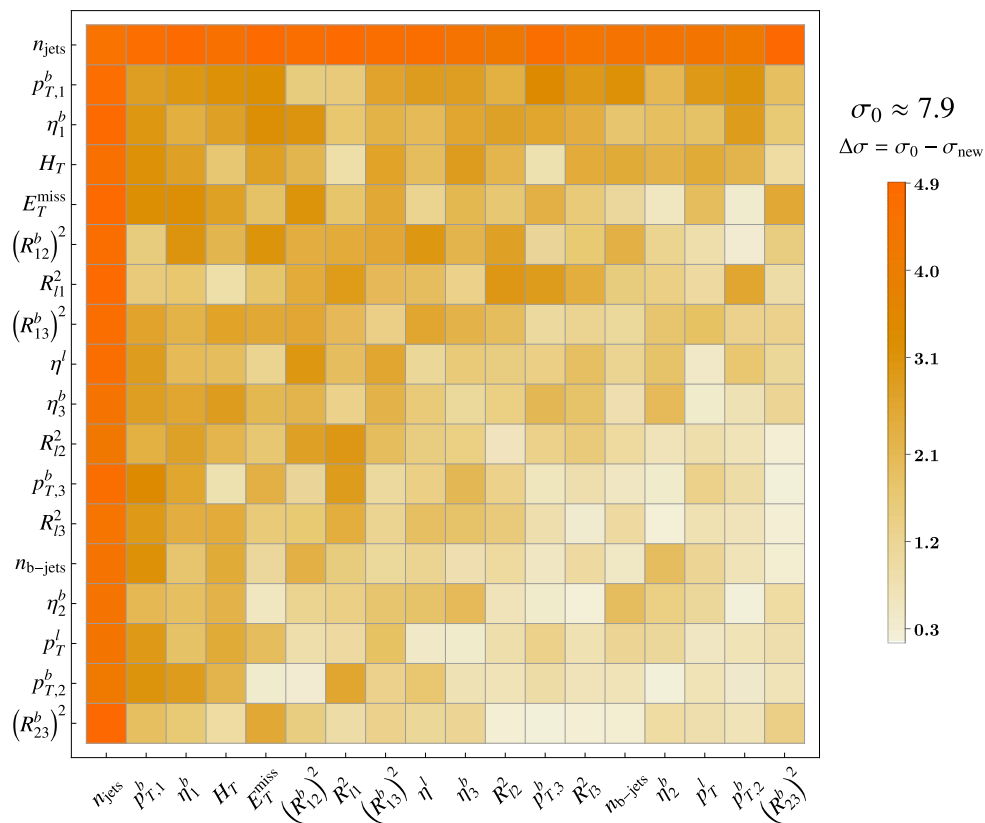 n_jets
p^b_{T,1}
η^b_1
H_T
E_T^miss
(R^b_{12})^2
R^2_{l1}
(R^b_{13})^2
η^l
η^b_3
R^2_{l2}
p^b_{T,3}
R^2_{l3}
n_{b−jets}
η^b_2
p^l_T
p^b_{T,2}
(R^b_{23})^2
n_jets p^b_{T,1} η^b_1 H_T E_T^miss (R^b_{12})^2 R^2_{l1} (R^b_{13})^2 η^l η^b_3 R^2_{l2} p^b_{T,3} R^2_{l3} n_{b−jets} η^b_2 p^l_T p^b_{T,2} (R^b_{23})^2
σ_0 ≈ 7.9
Δσ = σ_0 − σ_new
4.9
4.0
3.1
2.1
1.2
0.3